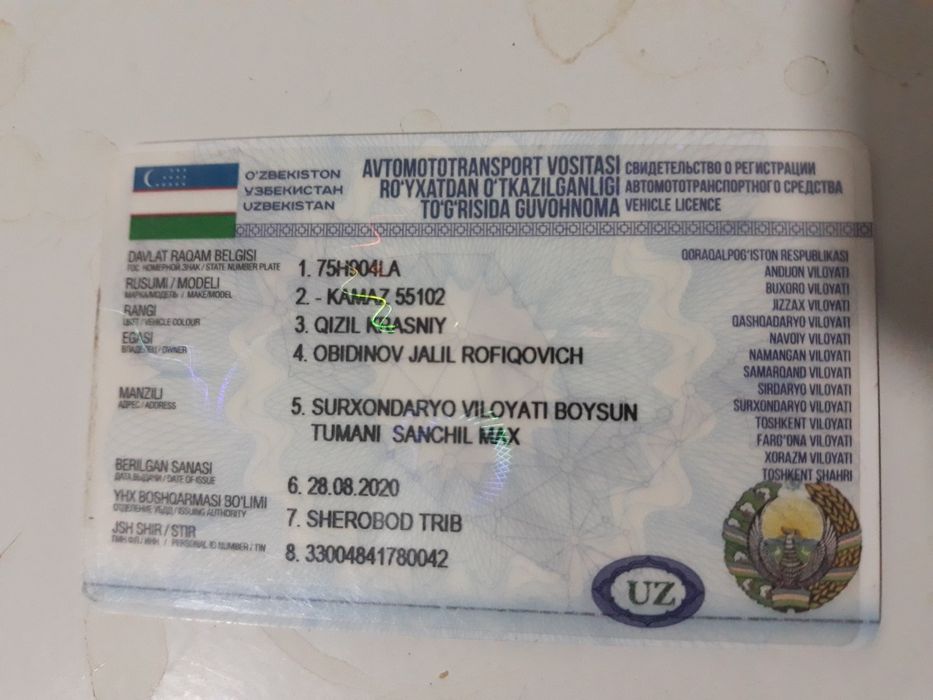 O'ZBEKISTON
ЎЗБЕКИСТАН
UZBEKISTAN
AVTOMOTOTRANSPORT VOSITASI
RO'YXATDAN O'TKAZILGANLIGI
TO'G'RISIDA GUVOHNOMA
СВИДЕТЕЛЬСТВО О РЕГИСТРАЦИИ
АВТОМОТОТРАНСПОРТНОГО СРЕДСТВА
VEHICLE LICENCE
DAVLAT RAQAM BELGISI
ГОС. НОМЕРНОЙ ЗНАК / STATE NUMBER PLATE
1. 75H904LA
RUSUMI / MODELI
МАРКА/МОДЕЛЬ / MAKE/MODEL
2. - KAMAZ 55102
RANGI
ЦВЕТ / VEHICLE COLOUR
3. QIZIL KRASNIY
EGASI
ВЛАДЕЛЕЦ / OWNER
4. OBIDINOV JALIL ROFIQOVICH
MANZILI
АДРЕС / ADDRESS
5. SURXONDARYO VILOYATI BOYSUN
TUMANI SANCHIL MAX
BERILGAN SANASI
ДАТА ВЫДАЧИ / DATE OF ISSUE
6. 28.08.2020
YHX BOSHQARMASI BO'LIMI
ОТДЕЛЕНИЕ УБДД / ISSUING AUTHORITY
7. SHEROBOD TRIB
JSH SHIR / STIR
ПИНФЛ / ИНН / PERSONAL ID NUMBER / TIN
8. 33004841780042
QORAQALPOG'ISTON RESPUBLIKASI
ANDIJON VILOYATI
BUXORO VILOYATI
JIZZAX VILOYATI
QASHQADARYO VILOYATI
NAVOIY VILOYATI
NAMANGAN VILOYATI
SAMARQAND VILOYATI
SIRDARYO VILOYATI
SURXONDARYO VILOYATI
TOSHKENT VILOYATI
FARG'ONA VILOYATI
XORAZM VILOYATI
TOSHKENT SHAHRI
UZ